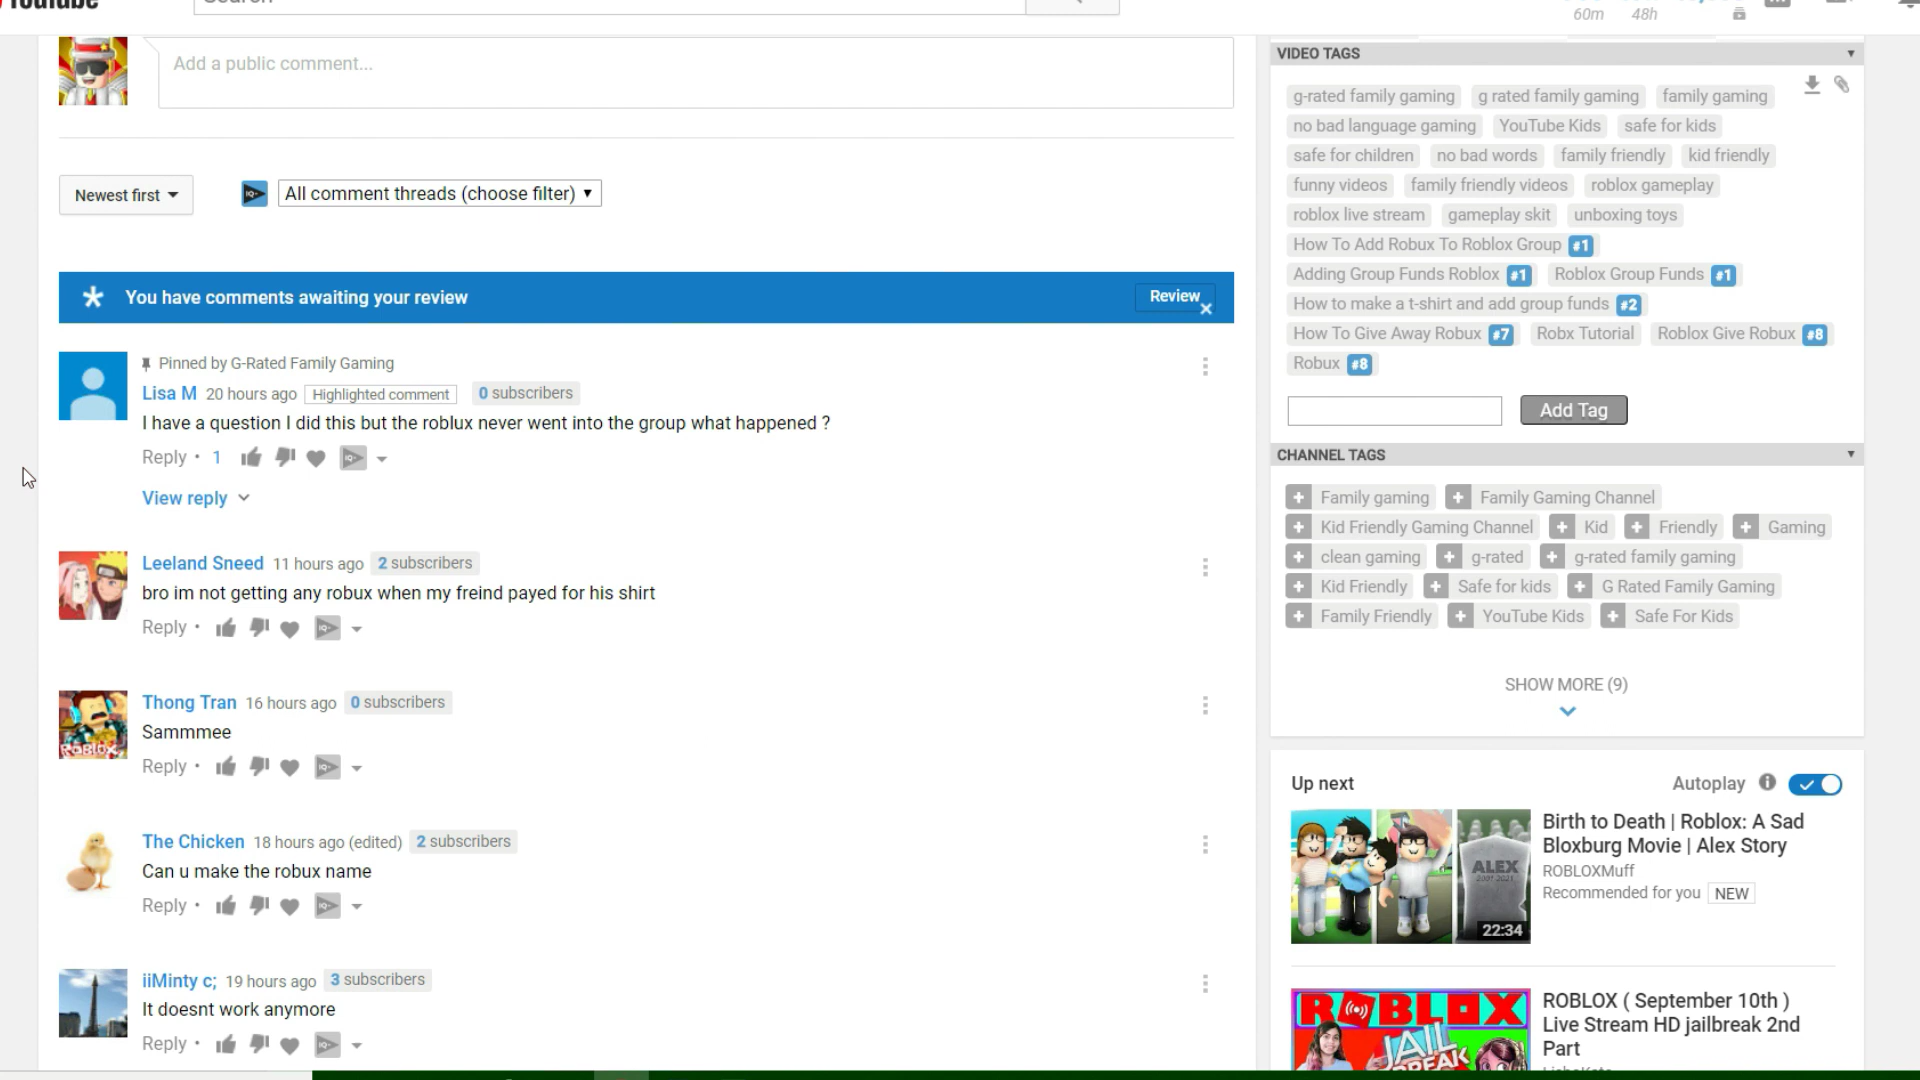 YouTube
60m 48h
Add a public comment...
Newest first
All comment threads (choose filter)
You have comments awaiting your review
Review
Pinned by G-Rated Family Gaming
Lisa M 20 hours ago Highlighted comment 0 subscribers
I have a question I did this but the roblux never went into the group what happened ?
Reply • 1
View reply
Leeland Sneed 11 hours ago 2 subscribers
bro im not getting any robux when my freind payed for his shirt
Reply •
Thong Tran 16 hours ago 0 subscribers
Sammmee
Reply •
The Chicken 18 hours ago (edited) 2 subscribers
Can u make the robux name
Reply •
iiMinty c; 19 hours ago 3 subscribers
It doesnt work anymore
Reply •
VIDEO TAGS
g-rated family gaming g rated family gaming family gaming
no bad language gaming YouTube Kids safe for kids
safe for children no bad words family friendly kid friendly
funny videos family friendly videos roblox gameplay
roblox live stream gameplay skit unboxing toys
How To Add Robux To Roblox Group #1
Adding Group Funds Roblox #1 Roblox Group Funds #1
How to make a t-shirt and add group funds #2
How To Give Away Robux #7 Robx Tutorial Roblox Give Robux #8
Robux #8
Add Tag
CHANNEL TAGS
+ Family gaming + Family Gaming Channel
+ Kid Friendly Gaming Channel + Kid + Friendly + Gaming
+ clean gaming + g-rated + g-rated family gaming
+ Kid Friendly + Safe for kids + G Rated Family Gaming
+ Family Friendly + YouTube Kids + Safe For Kids
SHOW MORE (9)
Up next Autoplay
ALEX
22:34
Birth to Death | Roblox: A Sad
Bloxburg Movie | Alex Story
ROBLOXMuff
Recommended for you NEW
ROBLOX
JAIL
BREAK
ROBLOX ( September 10th )
Live Stream HD jailbreak 2nd
Part